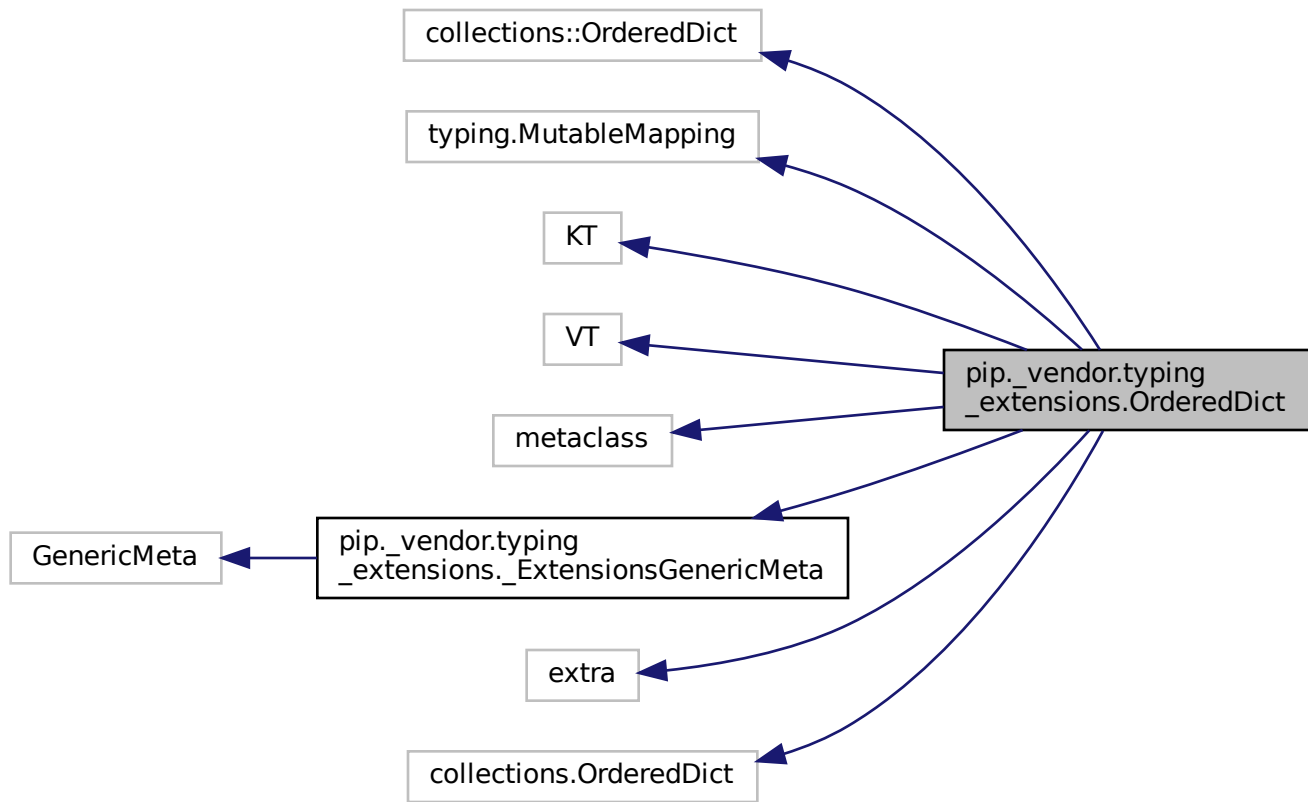 collections::OrderedDict
typing.MutableMapping
KT
VT
pip._vendor.typing
_extensions.OrderedDict
metaclass
GenericMeta
pip._vendor.typing
_extensions._ExtensionsGenericMeta
extra
collections.OrderedDict